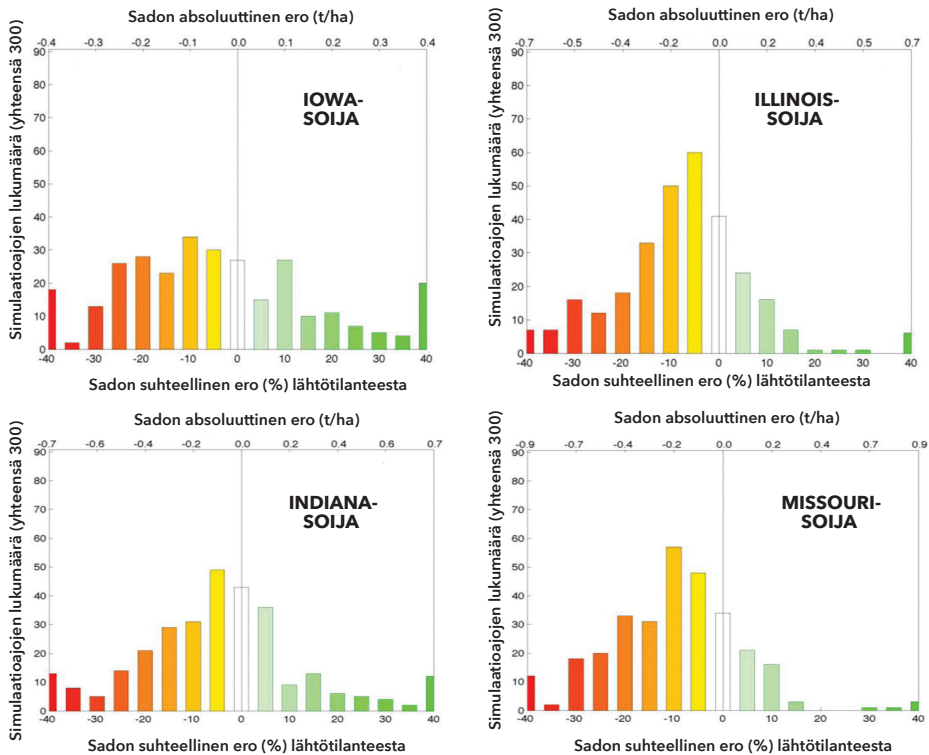 Sadon absoluuttinen ero (t/ha)
-0.4 -0.3 -0.2 -0.1 0.0 0.1 0.2 0.3 0.4
Simulaatioajojen lukumäärä (yhteensä 300)
90
80
70
60
50
40
30
20
10
0
IOWA-
SOIJA
-40 -30 -20 -10 0 10 20 30 40
Sadon suhteellinen ero (%) lähtötilanteesta
Sadon absoluuttinen ero (t/ha)
-0.7 -0.5 -0.4 -0.2 0.0 0.2 0.4 0.5 0.7
Simulaatioajojen lukumäärä (yhteensä 300)
90
80
70
60
50
40
30
20
10
0
ILLINOIS-
SOIJA
-40 -30 -20 -10 0 10 20 30 40
Sadon suhteellinen ero (%) lähtötilanteesta
Sadon absoluuttinen ero (t/ha)
-0.7 -0.6 -0.4 -0.2 0.0 0.2 0.4 0.6 0.7
Simulaatioajojen lukumäärä (yhteensä 300)
90
80
70
60
50
40
30
20
10
0
INDIANA-
SOIJA
-40 -30 -20 -10 0 10 20 30 40
Sadon suhteellinen ero (%) lähtötilanteesta
Sadon absoluuttinen ero (t/ha)
-0.9 -0.7 -0.4 -0.2 0.0 0.2 0.4 0.7 0.9
Simulaatioajojen lukumäärä (yhteensä 300)
90
80
70
60
50
40
30
20
10
0
MISSOURI-
SOIJA
-40 -30 -20 -10 0 10 20 30 40
Sadon suhteellinen ero (%) lähtötilanteesta